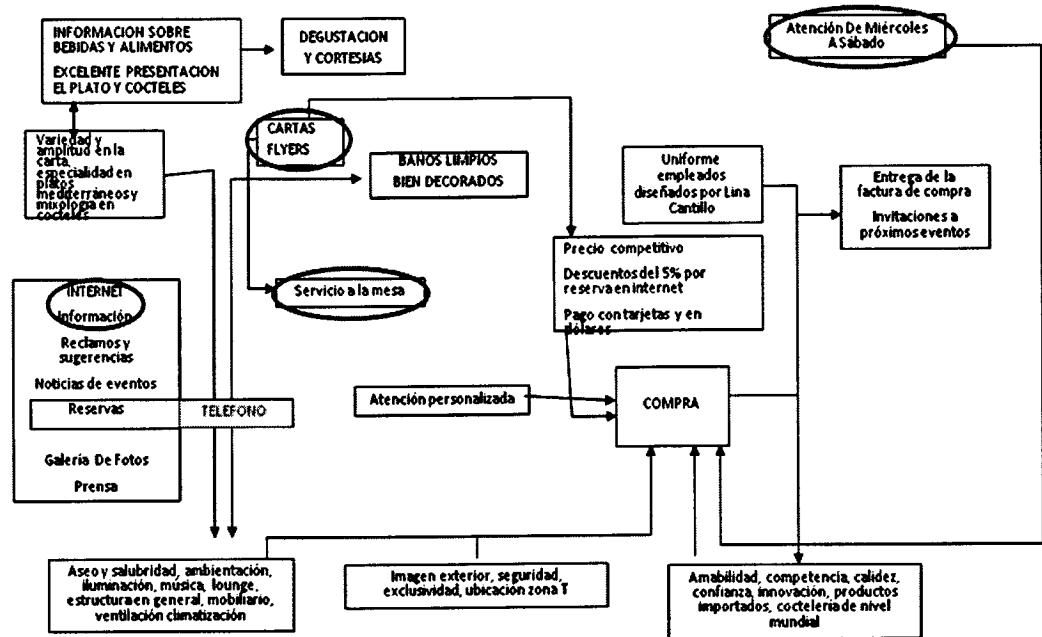 INFORMACION SOBRE
BEBIDAS Y ALIMENTOS
EXCELENTE PRESENTACION
EL PLATO Y COCTELES
DEGUSTACION
Y CORTESIAS
Atención De Miércoles
A Sábado
Variedad y
amplitud en la
carta,
especialidad en
platos
mediterráneos y
mixología en
cocteles
CARTAS
FLYERS
BAÑOS LIMPIOS
BIEN DECORADOS
Uniforme
empleados
diseñados por Lina
Cantillo
Entrega de la
factura de compra
Invitaciones a
próximos eventos
Precio competitivo
Descuentos del 5% por
reserva en internet
Pago con tarjetas y en
dólares
Servicio a la mesa
INTERNET
Información
Reclamos y
sugerencias
Noticias de eventos
Reservas
TELEFONO
Galería De Fotos
Prensa
Atención personalizada
COMPRA
Aseo y salubridad, ambientación,
iluminación, música, lounge,
estructura en general, mobiliario,
ventilación climatización
Imagen exterior, seguridad,
exclusividad, ubicación zona T
Amabilidad, competencia, calidez,
confianza, innovación, productos
importados, coctelería de nivel
mundial